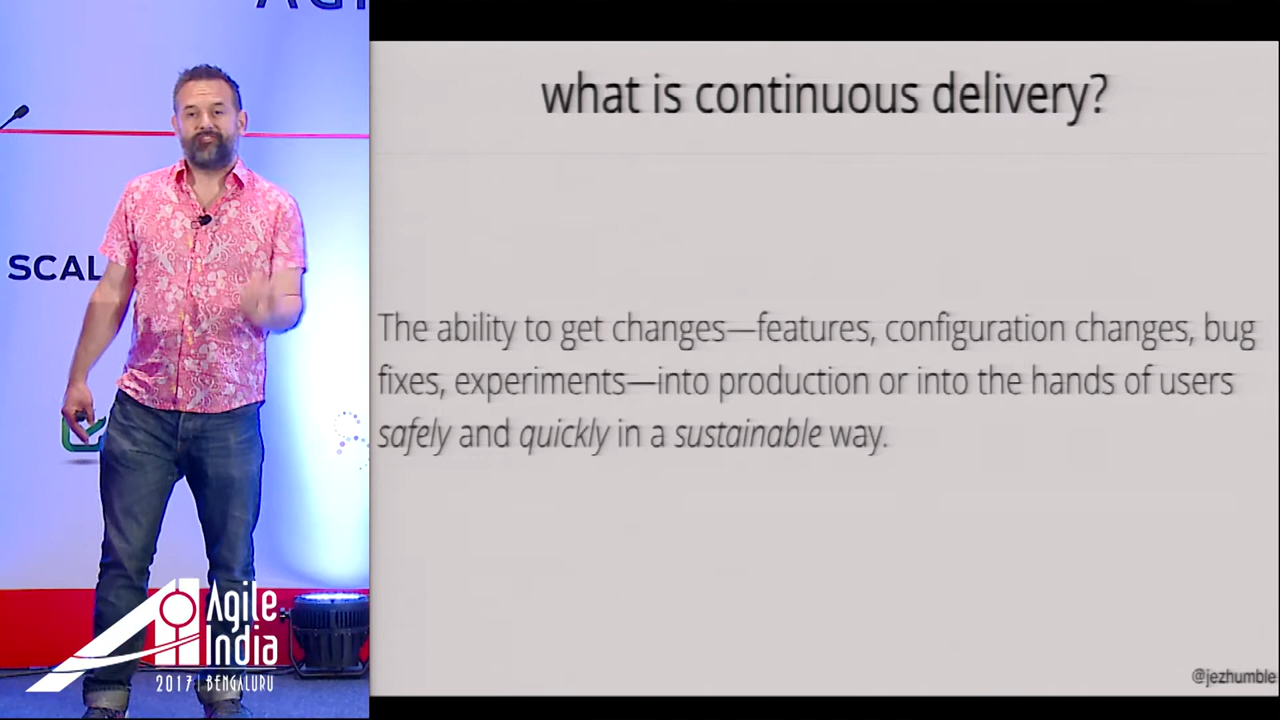 SCAL
what is continuous delivery?
The ability to get changes—features, configuration changes, bug
fixes, experiments—into production or into the hands of users
safely and quickly in a sustainable way.
@jezhumble
Agile
India
2017 | BENGALURU